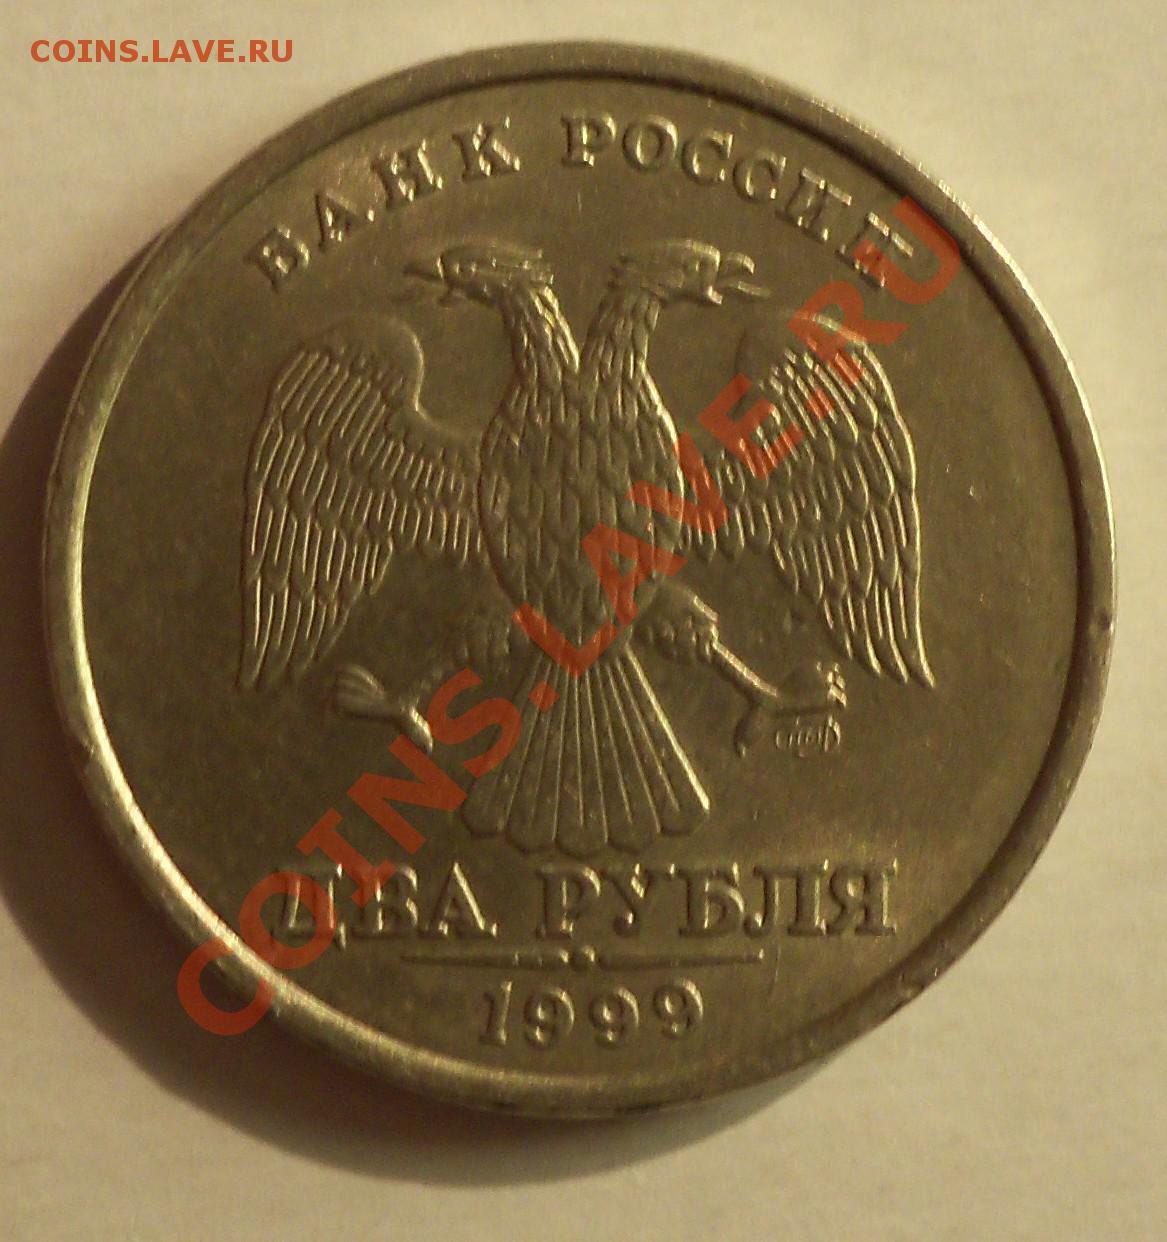 COINS.LAVE.RU
БАНК РОССИИ
COINS.LAVE.RU
ДВА РУБЛЯ
1999